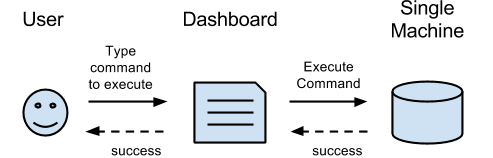 User
Dashboard
Single
Machine
Type
command
to execute
Execute
Command
success
success